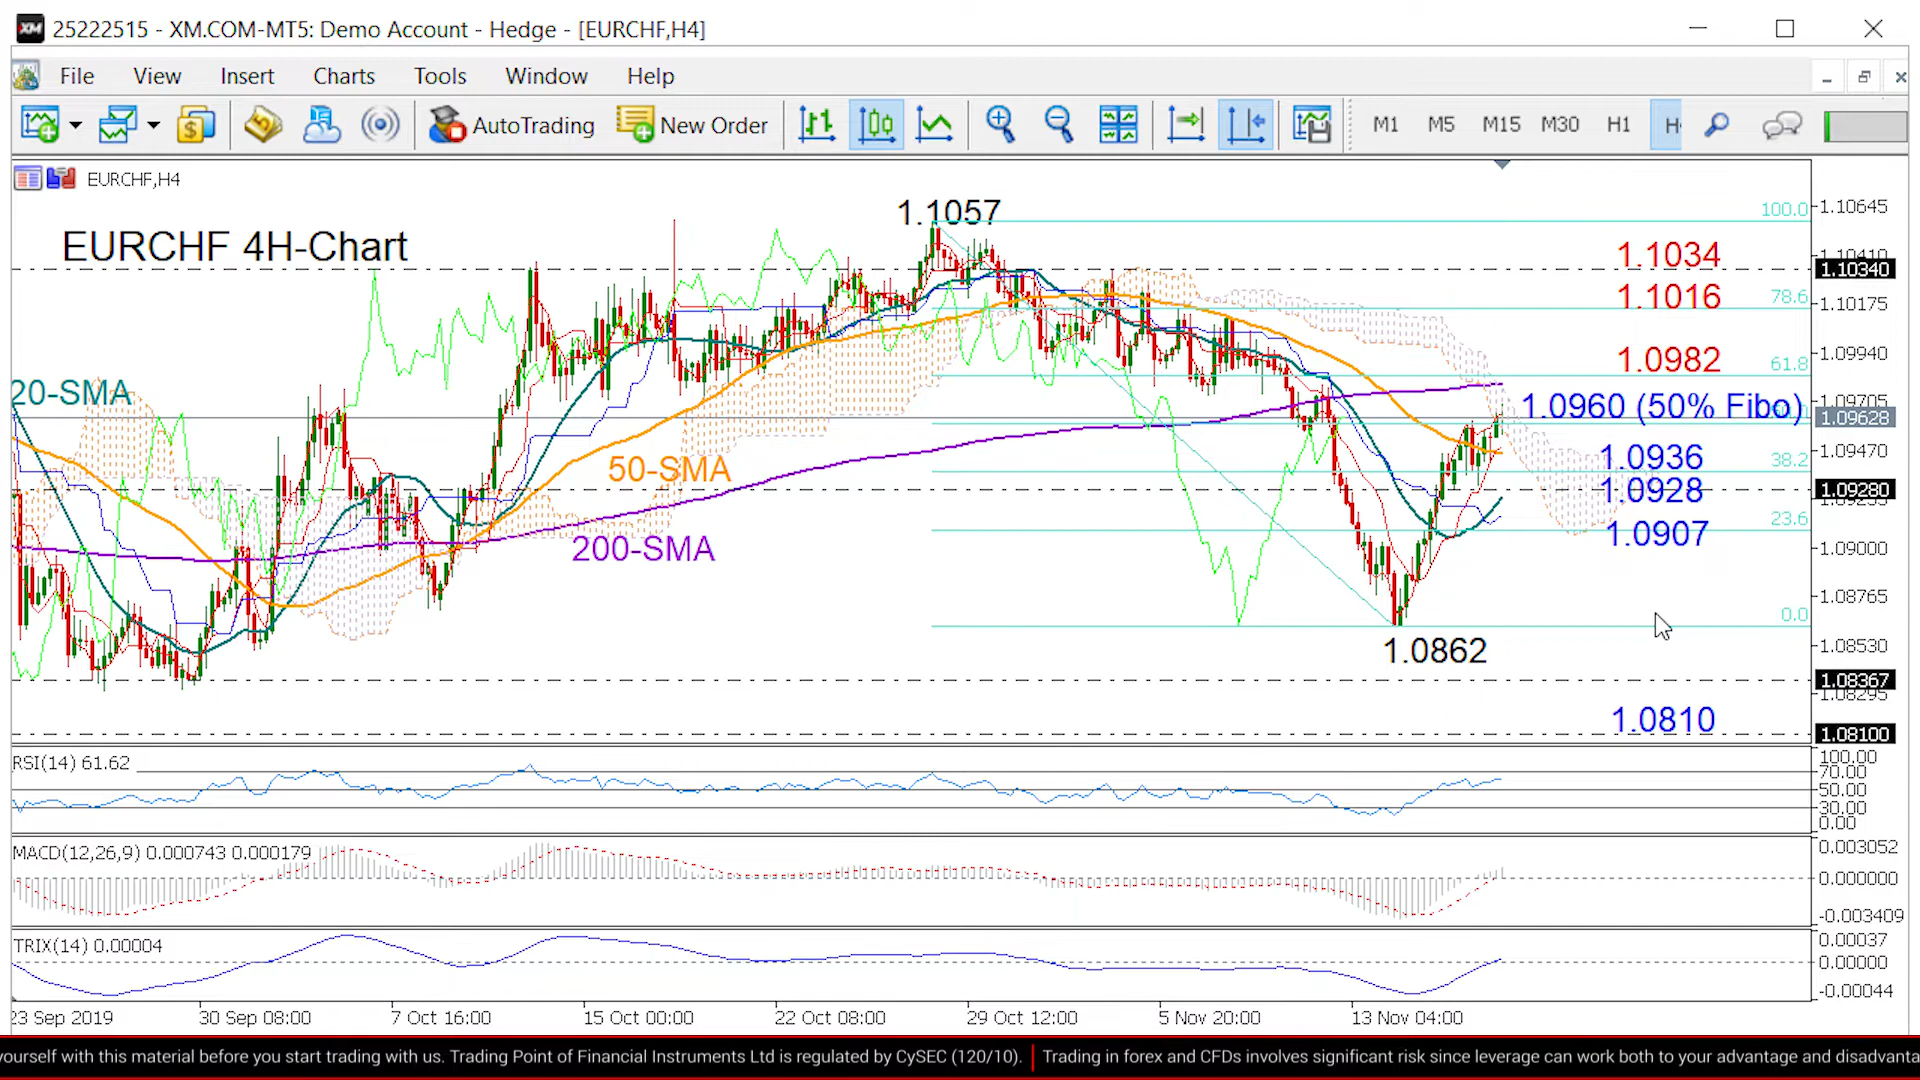 25222515 - XM.COM-MT5: Demo Account - Hedge - [EURCHF,H4]
File View Insert Charts Tools Window Help
AutoTrading New Order M1 M5 M15 M30 H1
EURCHF,H4
EURCHF 4H-Chart
1.1057
20-SMA
50-SMA
200-SMA
1.0862
1.1034
1.1016
1.0982
1.0960 (50% Fibo)
1.0936
1.0928
1.0907
1.0810
100.0
78.6
61.8
38.2
23.6
0.0
1.10645
1.10410
1.10340
1.10175
1.09940
1.09705
1.09628
1.09470
1.09280
1.09000
1.08765
1.08530
1.08367
1.08295
1.08100
RSI(14) 61.62
100.00
70.00
50.00
30.00
0.00
MACD(12,26,9) 0.000743 0.000179
0.003052
0.000000
-0.003409
TRIX(14) 0.00004
0.00037
0.00000
-0.00044
23 Sep 2019 30 Sep 08:00 7 Oct 16:00 15 Oct 00:00 22 Oct 08:00 29 Oct 12:00 5 Nov 20:00 13 Nov 04:00
yourself with this material before you start trading with us. Trading Point of Financial Instruments Ltd is regulated by CySEC (120/10). Trading in forex and CFDs involves significant risk since leverage can work both to your advantage and disadvanta